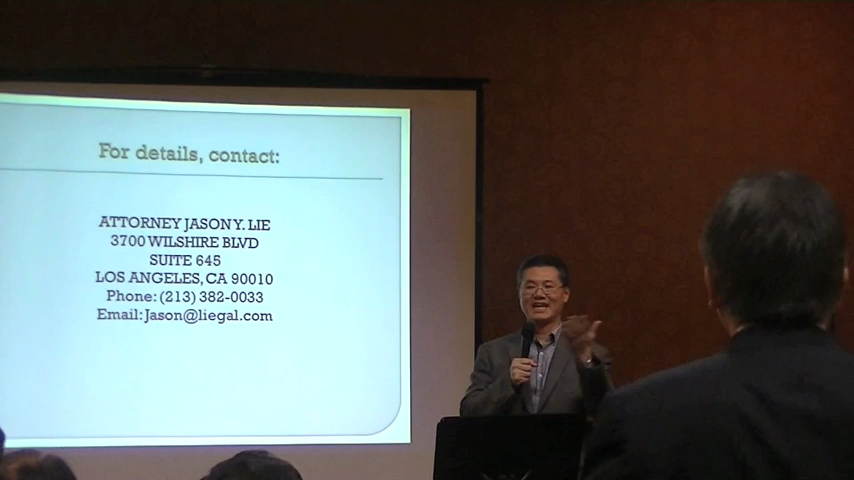 For details, contact:
ATTORNEY JASON Y. LIE
3700 WILSHIRE BLVD
SUITE 645
LOS ANGELES, CA 90010
Phone: (213) 382-0033
Email: Jason@liegal.com